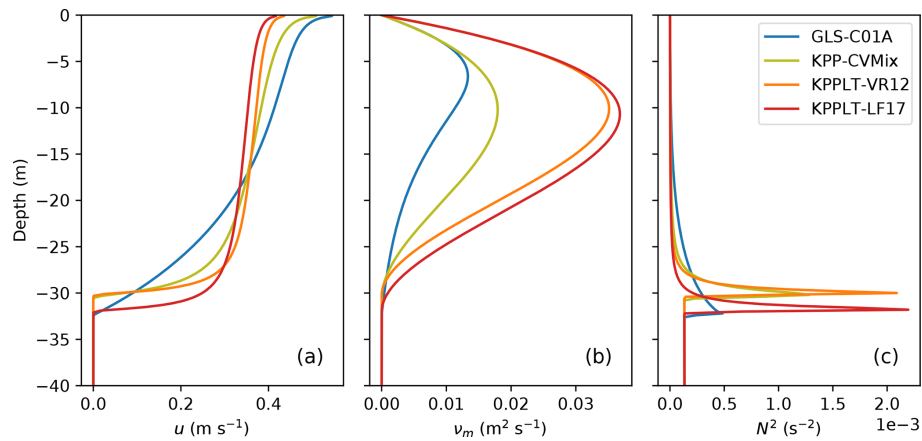 0
−5
−10
−15
−20
−25
−30
−35
−40
Depth (m)
0.0 0.2 0.4
u (m s⁻¹)
(a)
0.00 0.01 0.02 0.03
νₘ (m² s⁻¹)
(b)
GLS-C01A
KPP-CVMix
KPPLT-VR12
KPPLT-LF17
(c)
0.0 0.5 1.0 1.5 2.0
1e−3
N² (s⁻²)